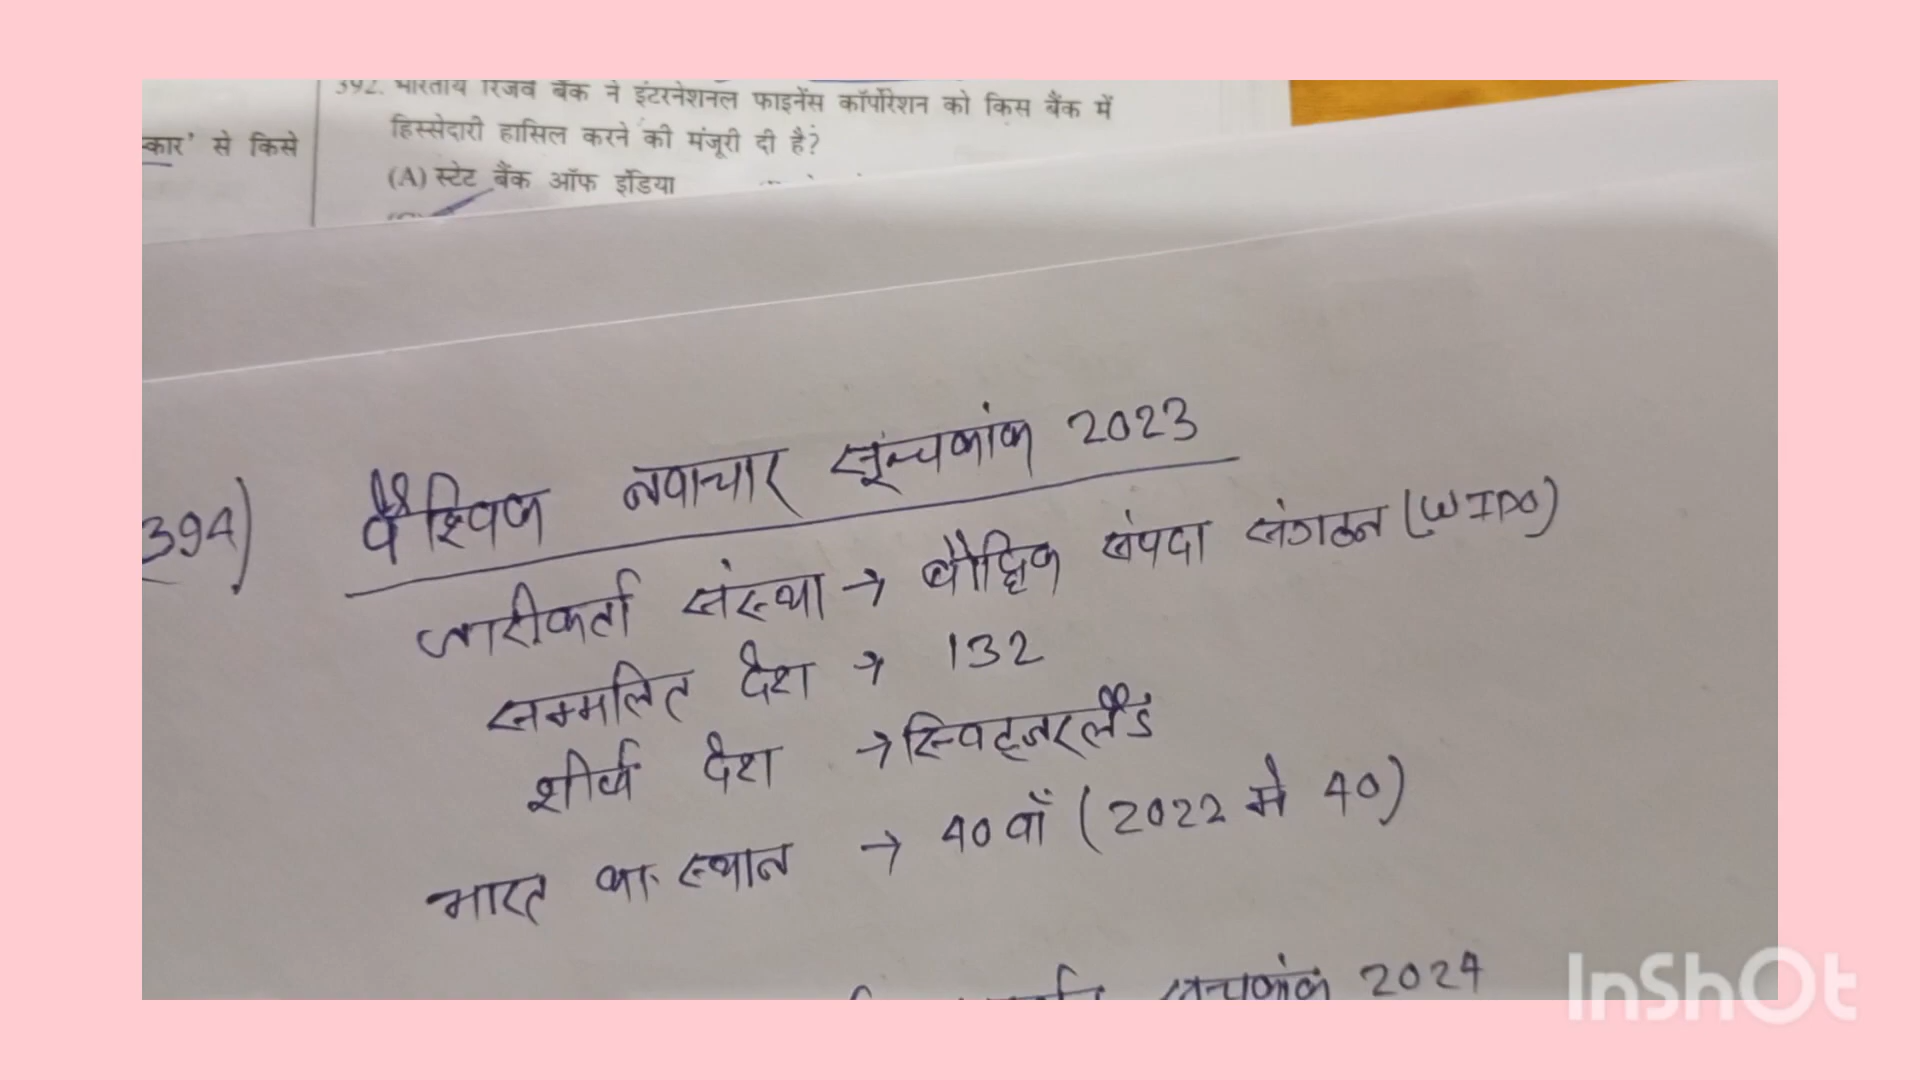 392. भारतीय रिजर्व बैंक ने इंटरनेशनल फाइनेंस कॉर्पोरेशन को किस बैंक में
हिस्सेदारी हासिल करने की मंजूरी दी है?
(A) स्टेट बैंक ऑफ इंडिया
स्कार' से किसे
394) वैश्विक नवाचार सूचकांक 2023
जारीकर्ता संस्था → बौद्धिक संपदा संगठन (WIPO)
सम्मलित देश → 132
शीर्ष देश → स्विट्जरलैंड
भारत का स्थान → 40वाँ (2022 मे 40)
सूचकांक 2024
InShOt